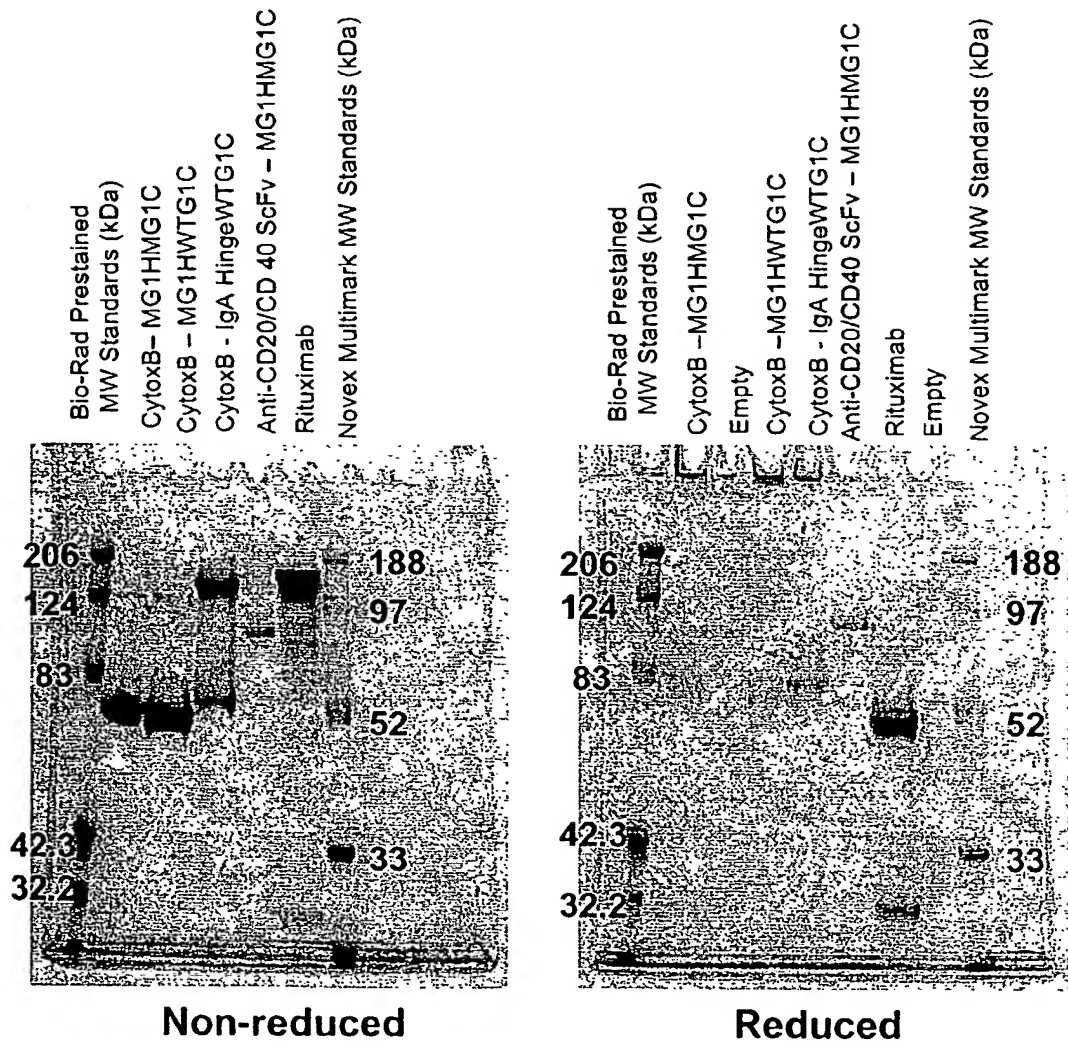 Bio-Rad Prestained
MW Standards (kDa)
CytoxB– MG1HMG1C
CytoxB – MG1HWTG1C
CytoxB - IgA HingeWTG1C
Anti-CD20/CD 40 ScFv – MG1HMG1C
Rituximab
Novex Multimark MW Standards (kDa)
206
124
83
42.3
32.2
188
97
52
33
Non-reduced
Bio-Rad Prestained
MW Standards (kDa)
CytoxB –MG1HMG1C
Empty
CytoxB –MG1HWTG1C
CytoxB - IgA HingeWTG1C
Anti-CD20/CD40 ScFv – MG1HMG1C
Rituximab
Empty
Novex Multimark MW Standards (kDa)
206
124
83
42.3
32.2
188
97
52
33
Reduced